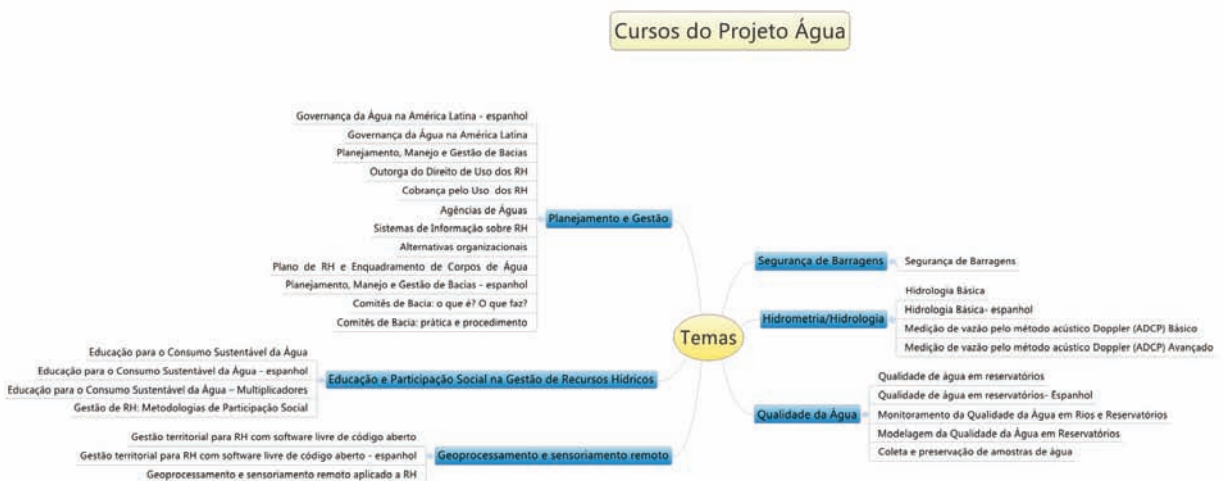 Cursos do Projeto Água
Governança da Água na América Latina - espanhol
Governança da Água na América Latina
Planejamento, Manejo e Gestão de Bacias
Outorga do Direito de Uso dos RH
Cobrança pelo Uso dos RH
Agências de Águas
Sistemas de Informação sobre RH
Alternativas organizacionais
Plano de RH e Enquadramento de Corpos de Água
Planejamento, Manejo e Gestão de Bacias - espanhol
Comitês de Bacia: o que é? O que faz?
Comitês de Bacia: prática e procedimento
Planejamento e Gestão
Educação para o Consumo Sustentável da Água
Educação para o Consumo Sustentável da Água - espanhol
Educação para o Consumo Sustentável da Água – Multiplicadores
Gestão de RH: Metodologias de Participação Social
Educação e Participação Social na Gestão de Recursos Hídricos
Gestão territorial para RH com software livre de código aberto
Gestão territorial para RH com software livre de código aberto - espanhol
Geoprocessamento e sensoriamento remoto aplicado a RH
Geoprocessamento e sensoriamento remoto
Temas
Segurança de Barragens
Segurança de Barragens
Hidrometria/Hidrologia
Hidrologia Básica
Hidrologia Básica- espanhol
Medição de vazão pelo método acústico Doppler (ADCP) Básico
Medição de vazão pelo método acústico Doppler (ADCP) Avançado
Qualidade da Água
Qualidade de água em reservatórios
Qualidade de água em reservatórios- Espanhol
Monitoramento da Qualidade da Água em Rios e Reservatórios
Modelagem da Qualidade da Água em Reservatórios
Coleta e preservação de amostras de água